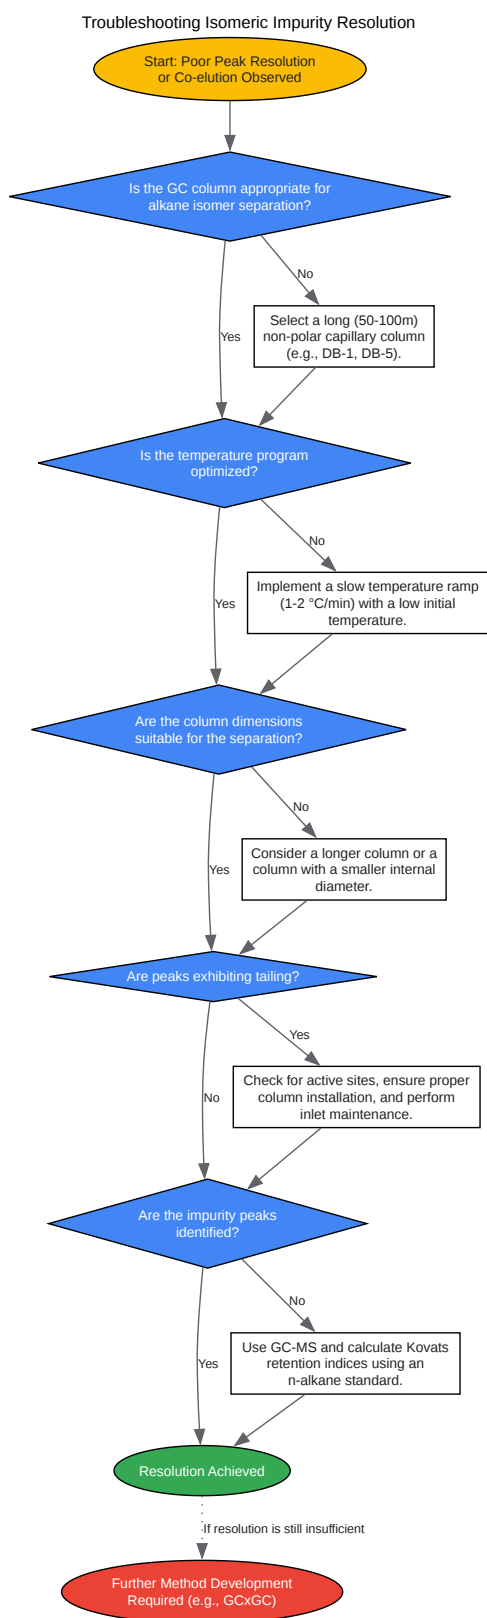 Troubleshooting Isomeric Impurity Resolution
Start: Poor Peak Resolution
or Co-elution Observed
Is the GC column appropriate for
alkane isomer separation?
No
Select a long (50-100m)
non-polar capillary column
(e.g., DB-1, DB-5).
Yes
Is the temperature program
optimized?
No
Implement a slow temperature ramp
(1-2 °C/min) with a low initial
temperature.
Yes
Are the column dimensions
suitable for the separation?
No
Consider a longer column or a
column with a smaller internal
diameter.
Yes
Are peaks exhibiting tailing?
Yes
Check for active sites, ensure proper
column installation, and perform
inlet maintenance.
No
Are the impurity peaks
identified?
No
Use GC-MS and calculate Kovats
retention indices using an
n-alkane standard.
Yes
Resolution Achieved
If resolution is still insufficient
Further Method Development
Required (e.g., GCxGC)